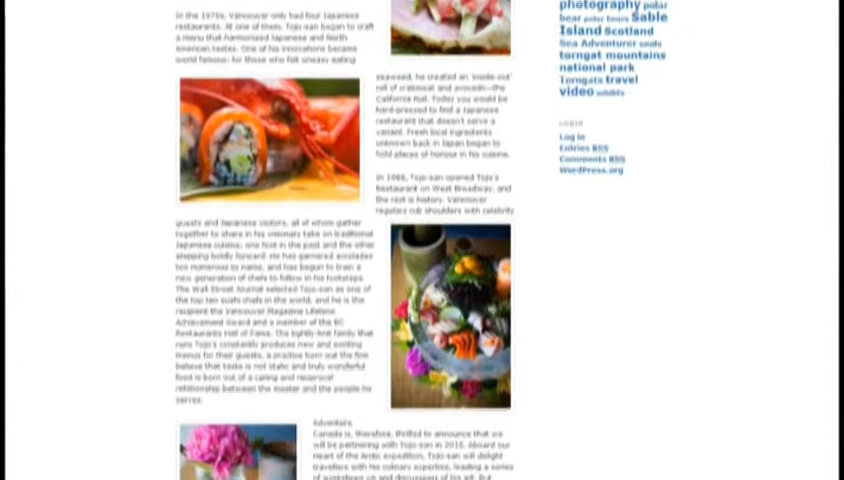 In the 1970s, Vancouver only had four Japanese
restaurants. At one of them, Tojo-san began to craft
a menu that harmonized Japanese and North
American tastes. One of his innovations became
world famous: for those who felt uneasy eating
seaweed, he created an 'inside-out'
roll of crabmeat and avocado—the
California Roll. Today you would be
hard-pressed to find a Japanese
restaurant that doesn't serve a
variant. Fresh local ingredients
unknown back in Japan began to
hold places of honour in his cuisine.
In 1988, Tojo-san opened Tojo's
Restaurant on West Broadway, and
the rest is history. Vancouver
regulars rub shoulders with celebrity
guests and Japanese visitors, all of whom gather
together to share in his visionary take on traditional
Japanese cuisine; one foot in the past and the other
stepping boldly forward. He has garnered accolades
too numerous to name, and has begun to train a
new generation of chefs to follow in his footsteps.
The Wall Street Journal selected Tojo-san as one of
the top ten sushi chefs in the world, and he is the
recipient the Vancouver Magazine Lifetime
Achievement Award and a member of the BC
Restaurants Hall of Fame. The tightly-knit family that
runs Tojo's constantly produces new and exciting
menus for their guests, a practice born out the firm
believe that taste is not static and truly wonderful
food is born out of a caring and reciprocal
relationship between the master and the people he
serves.
Adventure
Canada is, therefore, thrilled to announce that we
will be partnering with Tojo-san in 2015. Aboard our
Heart of the Arctic expedition, Tojo-san will delight
travellers with his culinary expertise, leading a series
of workshops on and discussions of his art. But
photography polar
bear polar bears Sable
Island Scotland
Sea Adventurer seals
torngat mountains
national park
Torngats travel
video wildlife
LOGIN
Log in
Entries RSS
Comments RSS
WordPress.org